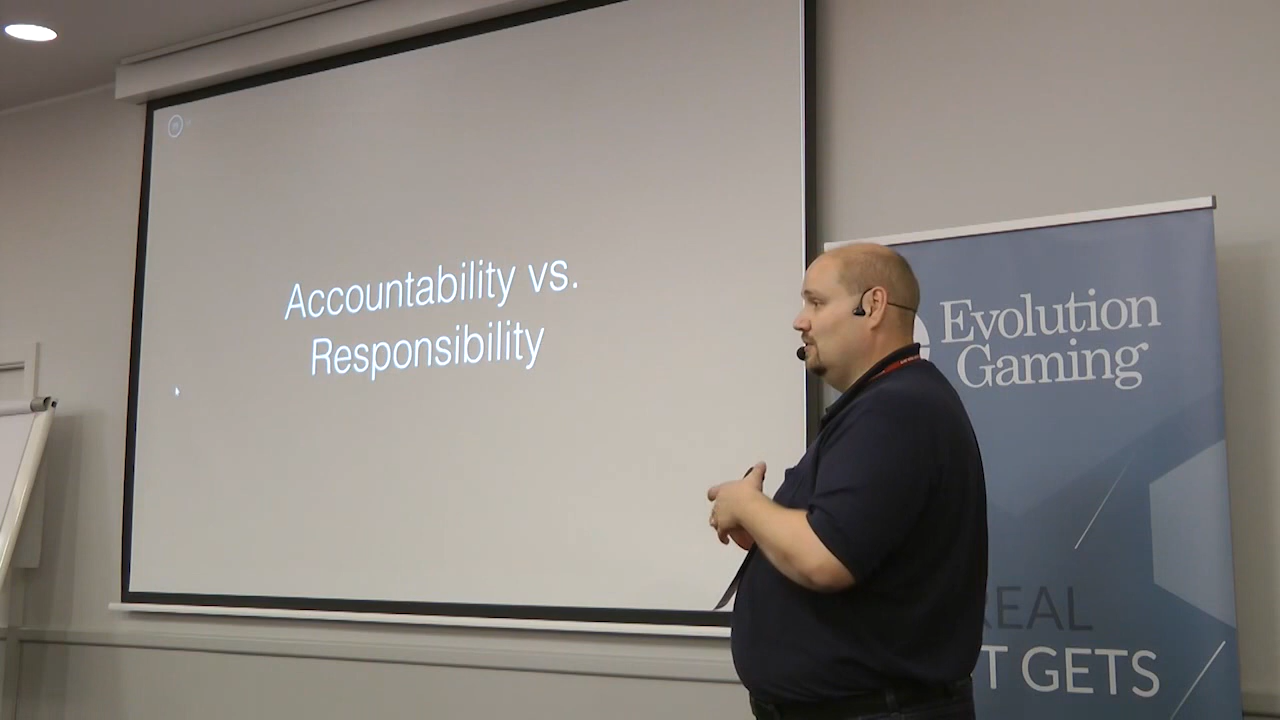 Accountability vs.
Responsibility
Evolution
Gaming
REAL
T GETS